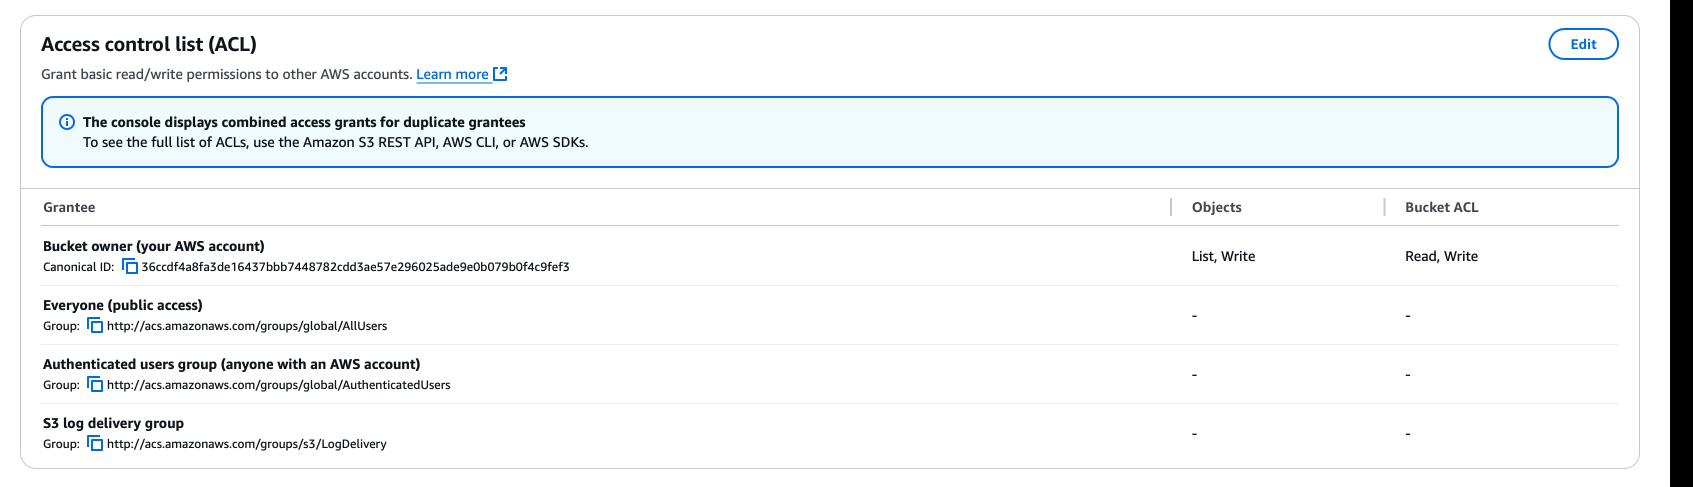 Access control list (ACL)
Edit
Grant basic read/write permissions to other AWS accounts. Learn more
The console displays combined access grants for duplicate grantees
To see the full list of ACLs, use the Amazon S3 REST API, AWS CLI, or AWS SDKs.
Grantee Objects Bucket ACL
Bucket owner (your AWS account)
Canonical ID: 36ccdf4a8fa3de16437bbb7448782cdd3ae57e296025ade9e0b079b0f4c9fef3
List, Write Read, Write
Everyone (public access)
Group: http://acs.amazonaws.com/groups/global/AllUsers
- -
Authenticated users group (anyone with an AWS account)
Group: http://acs.amazonaws.com/groups/global/AuthenticatedUsers
- -
S3 log delivery group
Group: http://acs.amazonaws.com/groups/s3/LogDelivery
- -